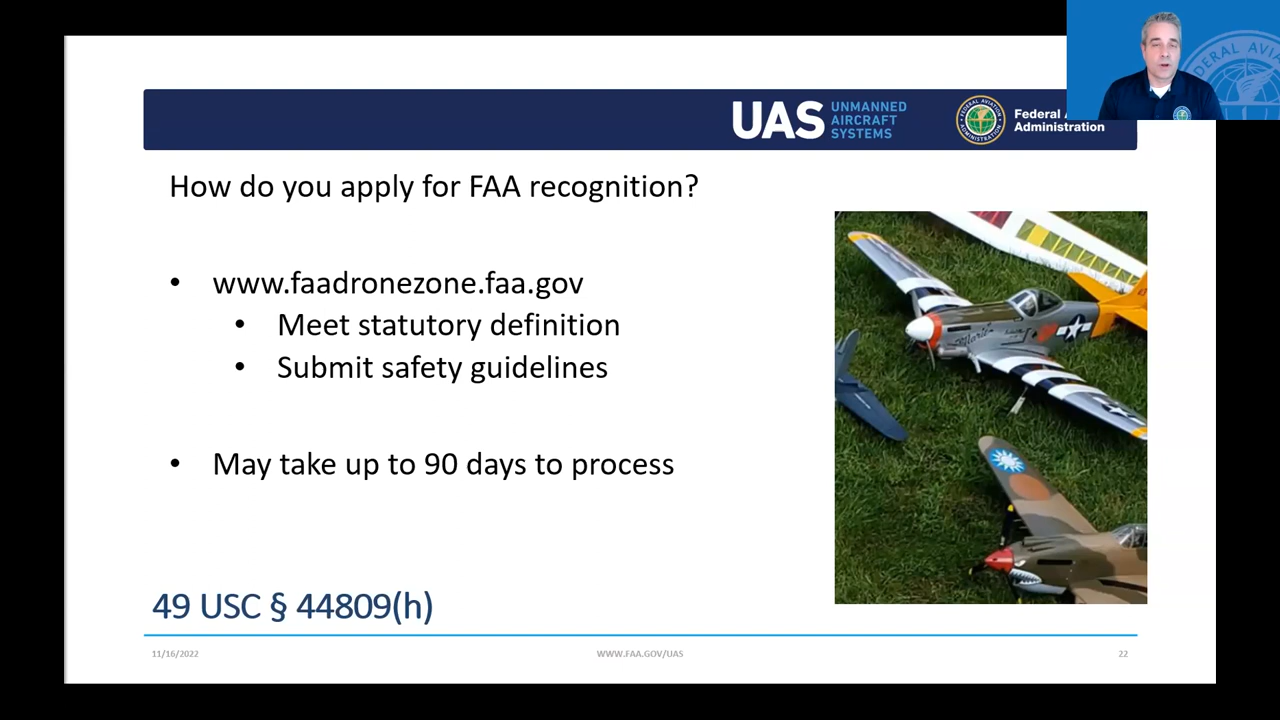 UAS UNMANNED
AIRCRAFT
SYSTEMS
Federal
Administration
How do you apply for FAA recognition?
• www.faadronezone.faa.gov
• Meet statutory definition
• Submit safety guidelines
• May take up to 90 days to process
49 USC § 44809(h)
11/16/2022
WWW.FAA.GOV/UAS
22